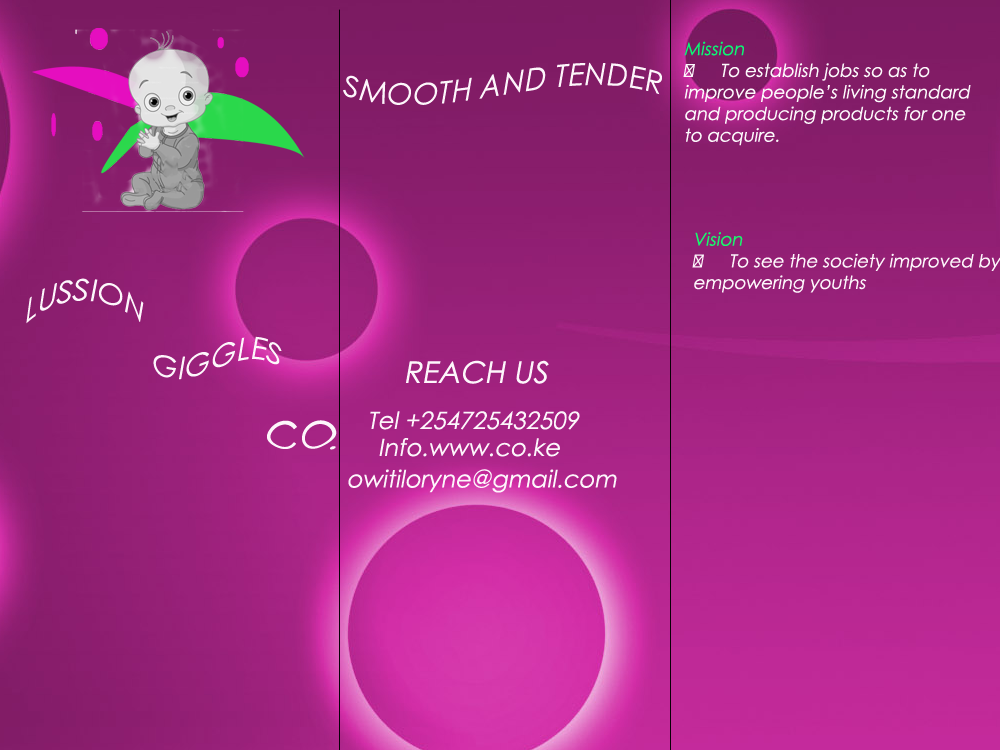 LUSSION
GIGGLES
CO.
SMOOTH AND TENDER
REACH US
Tel +254725432509
Info.www.co.ke
owitiloryne@gmail.com
Mission
To establish jobs so as to
improve people's living standard
and producing products for one
to acquire.
Vision
To see the society improved by
empowering youths